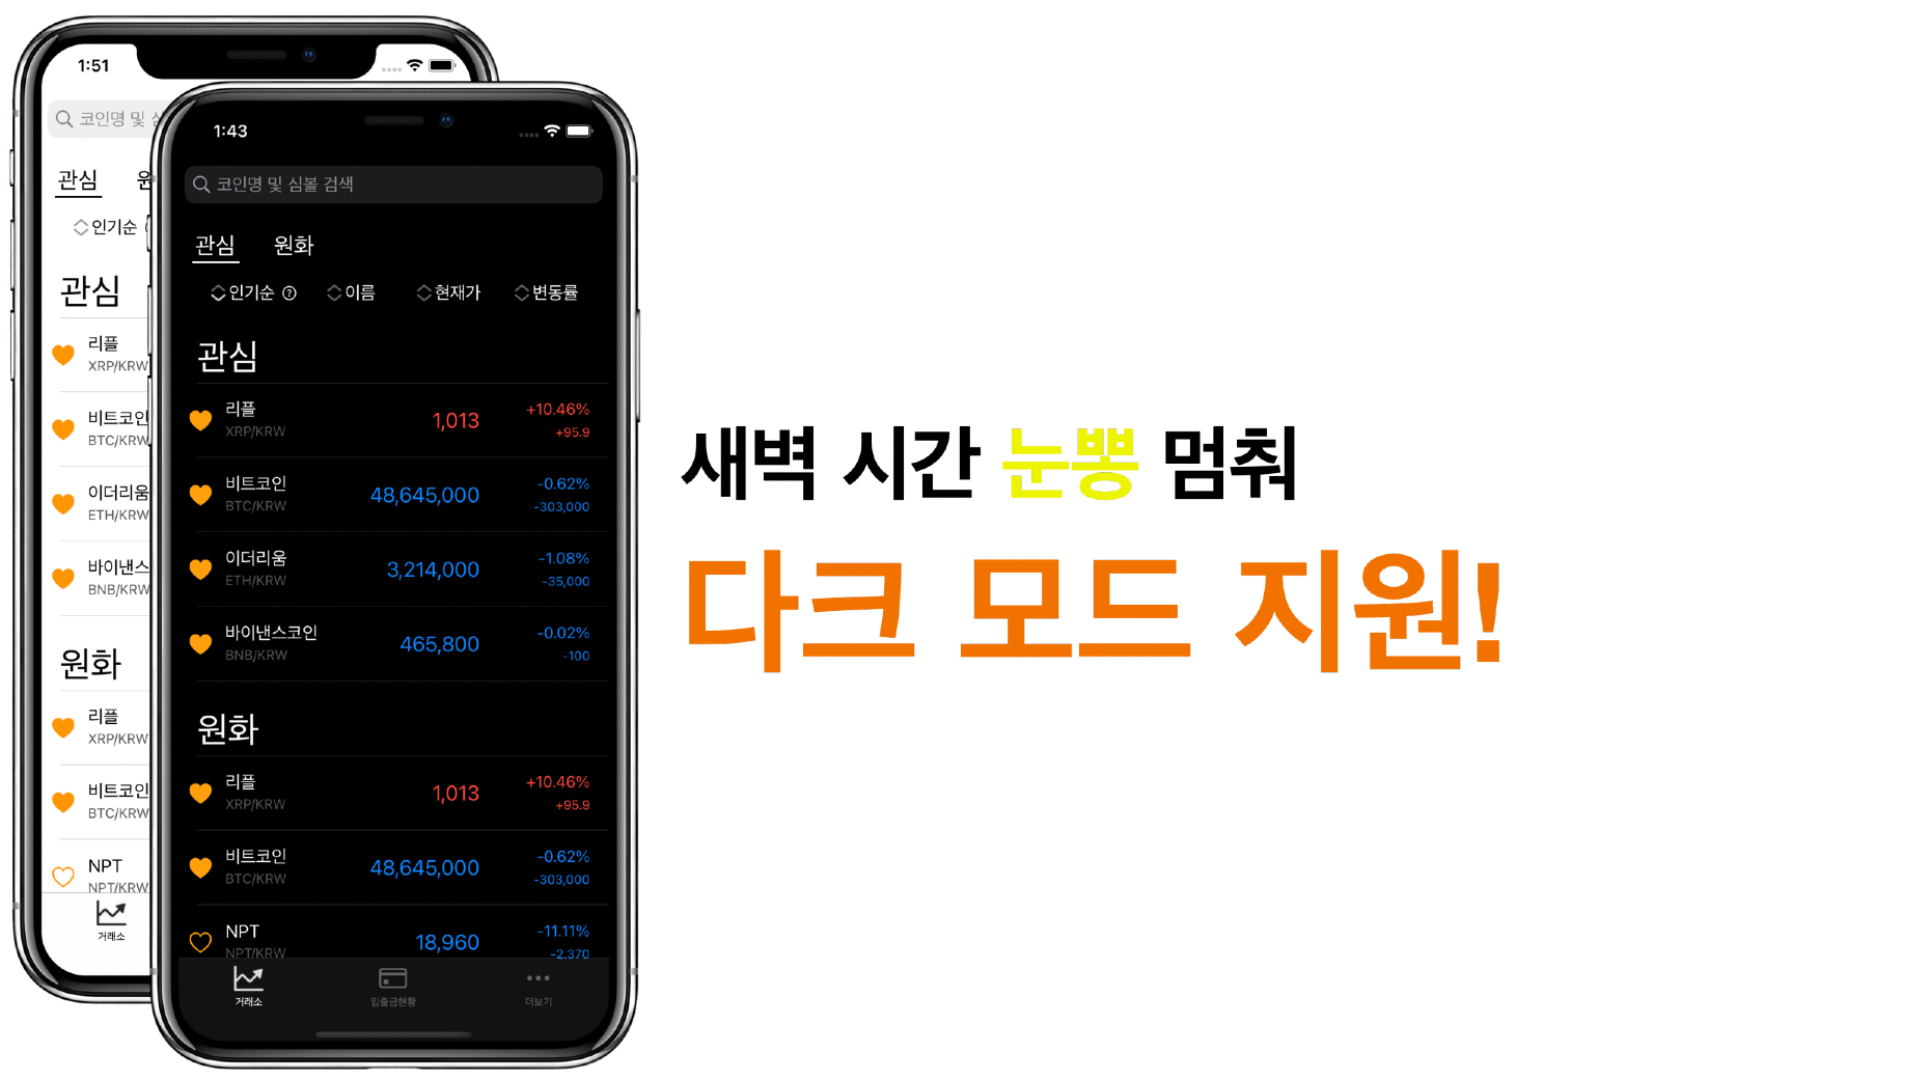 1:51
코인명 및 심
관심 원
인기순
관심
리플
XRP/KRW
비트코인
BTC/KRW
이더리움
ETH/KRW
바이낸스
BNB/KRW
원화
리플
XRP/KRW
비트코인
BTC/KRW
NPT
NPT/KRW
거래소
1:43
코인명 및 심볼 검색
관심 원화
인기순 ? 이름 현재가 변동률
관심
리플 1,013 +10.46%
XRP/KRW +95.9
비트코인 48,645,000 -0.62%
BTC/KRW -303,000
이더리움 3,214,000 -1.08%
ETH/KRW -35,000
바이낸스코인 465,800 -0.02%
BNB/KRW -100
원화
리플 1,013 +10.46%
XRP/KRW +95.9
비트코인 48,645,000 -0.62%
BTC/KRW -303,000
NPT 18,960 -11.11%
NPT/KRW -2,370
거래소 입출금현황 더보기
새벽 시간 눈뽕 멈춰
다크 모드 지원!